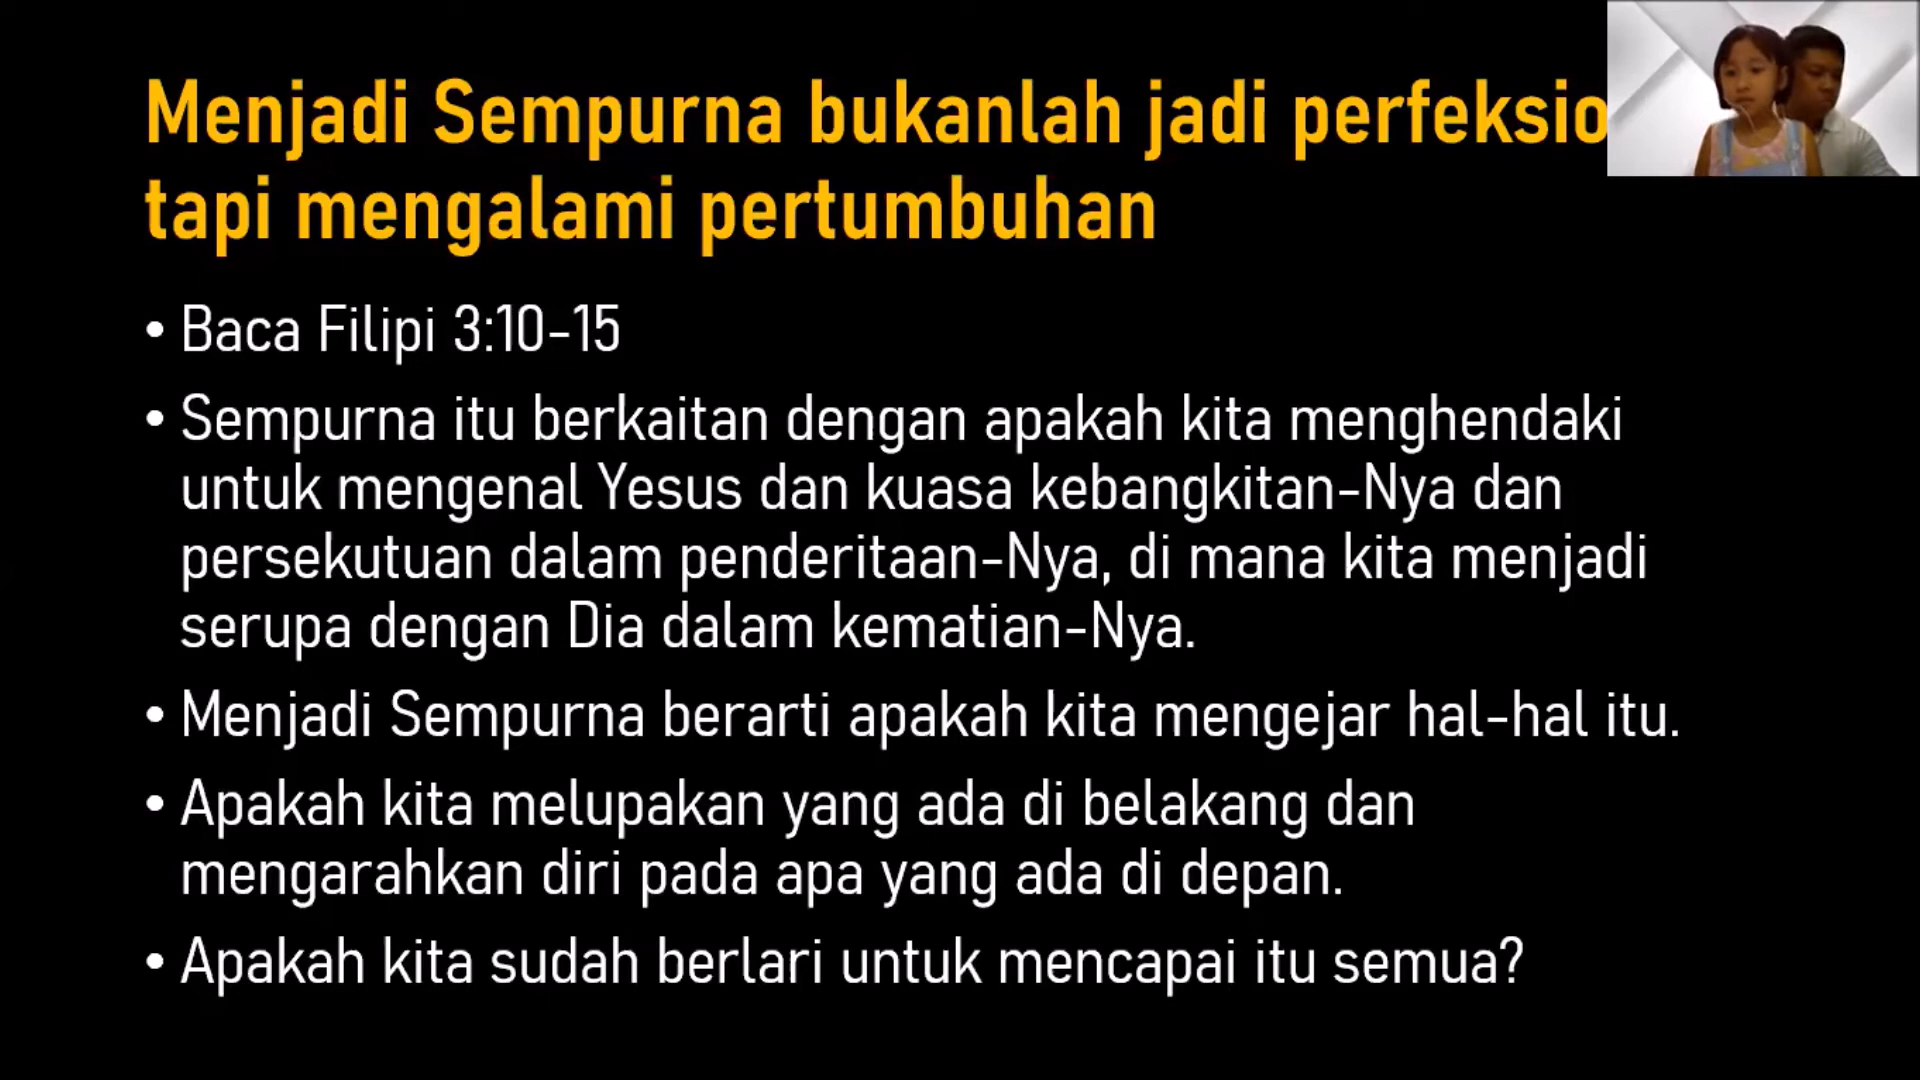 Menjadi Sempurna bukanlah jadi
tapi mengalami pertumbuhan
• Baca Filipi 3:10-15
• Sempurna itu berkaitan dengan apakah kita menghendaki
untuk mengenal Yesus dan kuasa kebangkitan-Nya dan
persekutuan dalam penderitaan-Nya, di mana kita menjadi
serupa dengan Dia dalam kematian-Nya.
• Menjadi Sempurna berarti apakah kita mengejar hal-hal itu.
• Apakah kita melupakan yang ada di belakang dan
mengarahkan diri pada apa yang ada di depan.
• Apakah kita sudah berlari untuk mencapai itu semua?